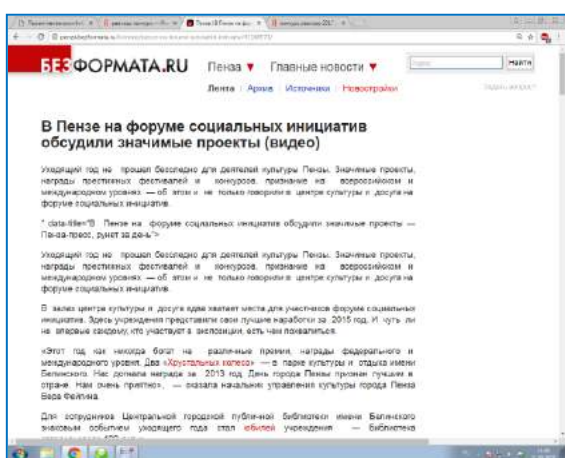 БЕЗФОРМАТА.RU
Пенза ▼ Главные новости ▼
Найти
Лента Архив Источники Новостройки
В Пензе на форуме социальных инициатив
обсудили значимые проекты (видео)
Уходящий год не прошел бесследно для деятелей культуры Пензы. Значимые проекты,
награды престижных фестивалей и конкурсов, признание на всероссийском и
международном уровнях — об этом и не только говорили в центре культуры и досуга на
форуме социальных инициатив.
" data-title="В Пензе на форуме социальных инициатив обсудили значимые проекты —
Пенза-пресс, рунет за день">
Уходящий год не прошел бесследно для деятелей культуры Пензы. Значимые проекты,
награды престижных фестивалей и конкурсов, признание на всероссийском и
международном уровнях — об этом и не только говорили в центре культуры и досуга на
форуме социальных инициатив.
В залах центра культуры и досуга едва хватает места для участников форума социальных
инициатив. Здесь учреждения представили свои лучшие наработки за 2015 год. И чуть ли
не впервые каждому, кто участвует в экспозиции, есть чем похвалиться.
«Этот год как никогда богат на различные премии, награды федерального и
международного уровня. Два «Хрустальных колеса» — в парке культуры и отдыха имени
Белинского. Нас догнала награда за 2013 год. День города Пензы признан лучшим в
стране. Нам очень приятно», — сказала начальник управления культуры города Пенза
Вера Фейгина.
Для сотрудников Центральной городской публичной библиотеки имени Белинского
знаковым событием уходящего года стал юбилей учреждения — библиотека